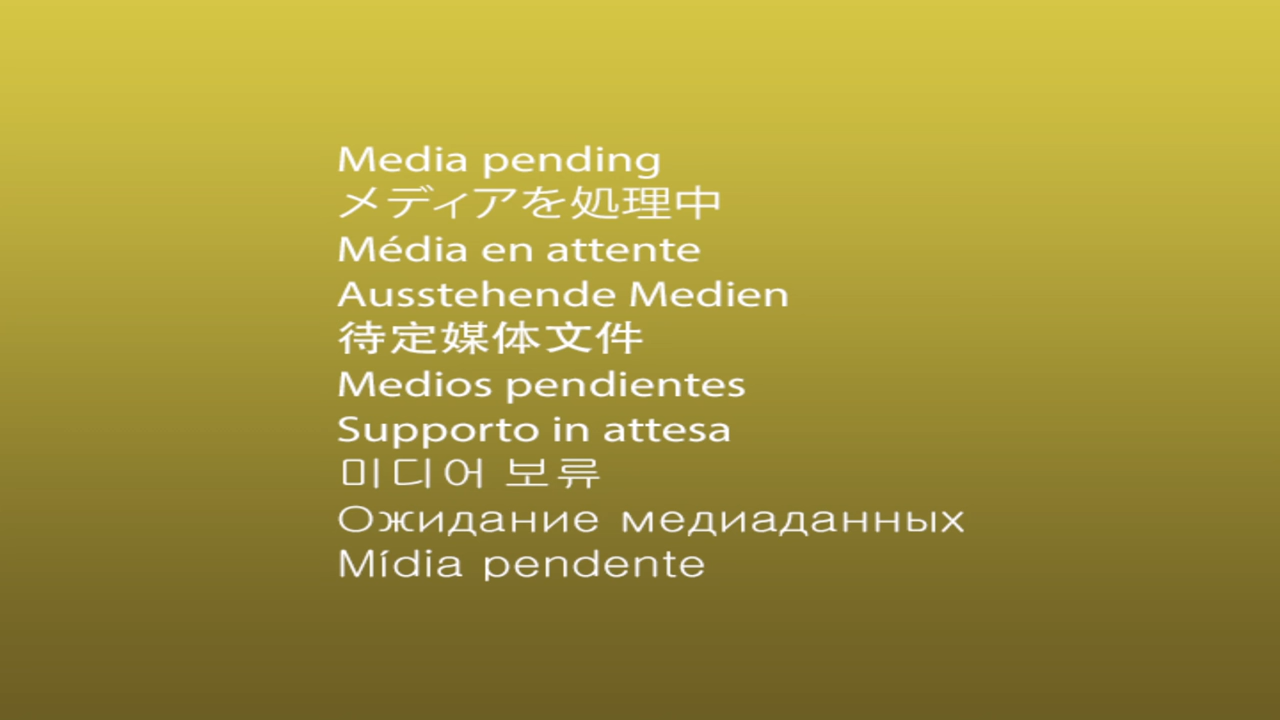 Media pending
メディアを処理中
Média en attente
Ausstehende Medien
待定媒体文件
Medios pendientes
Supporto in attesa
미디어 보류
Ожидание медиаданных
Mídia pendente